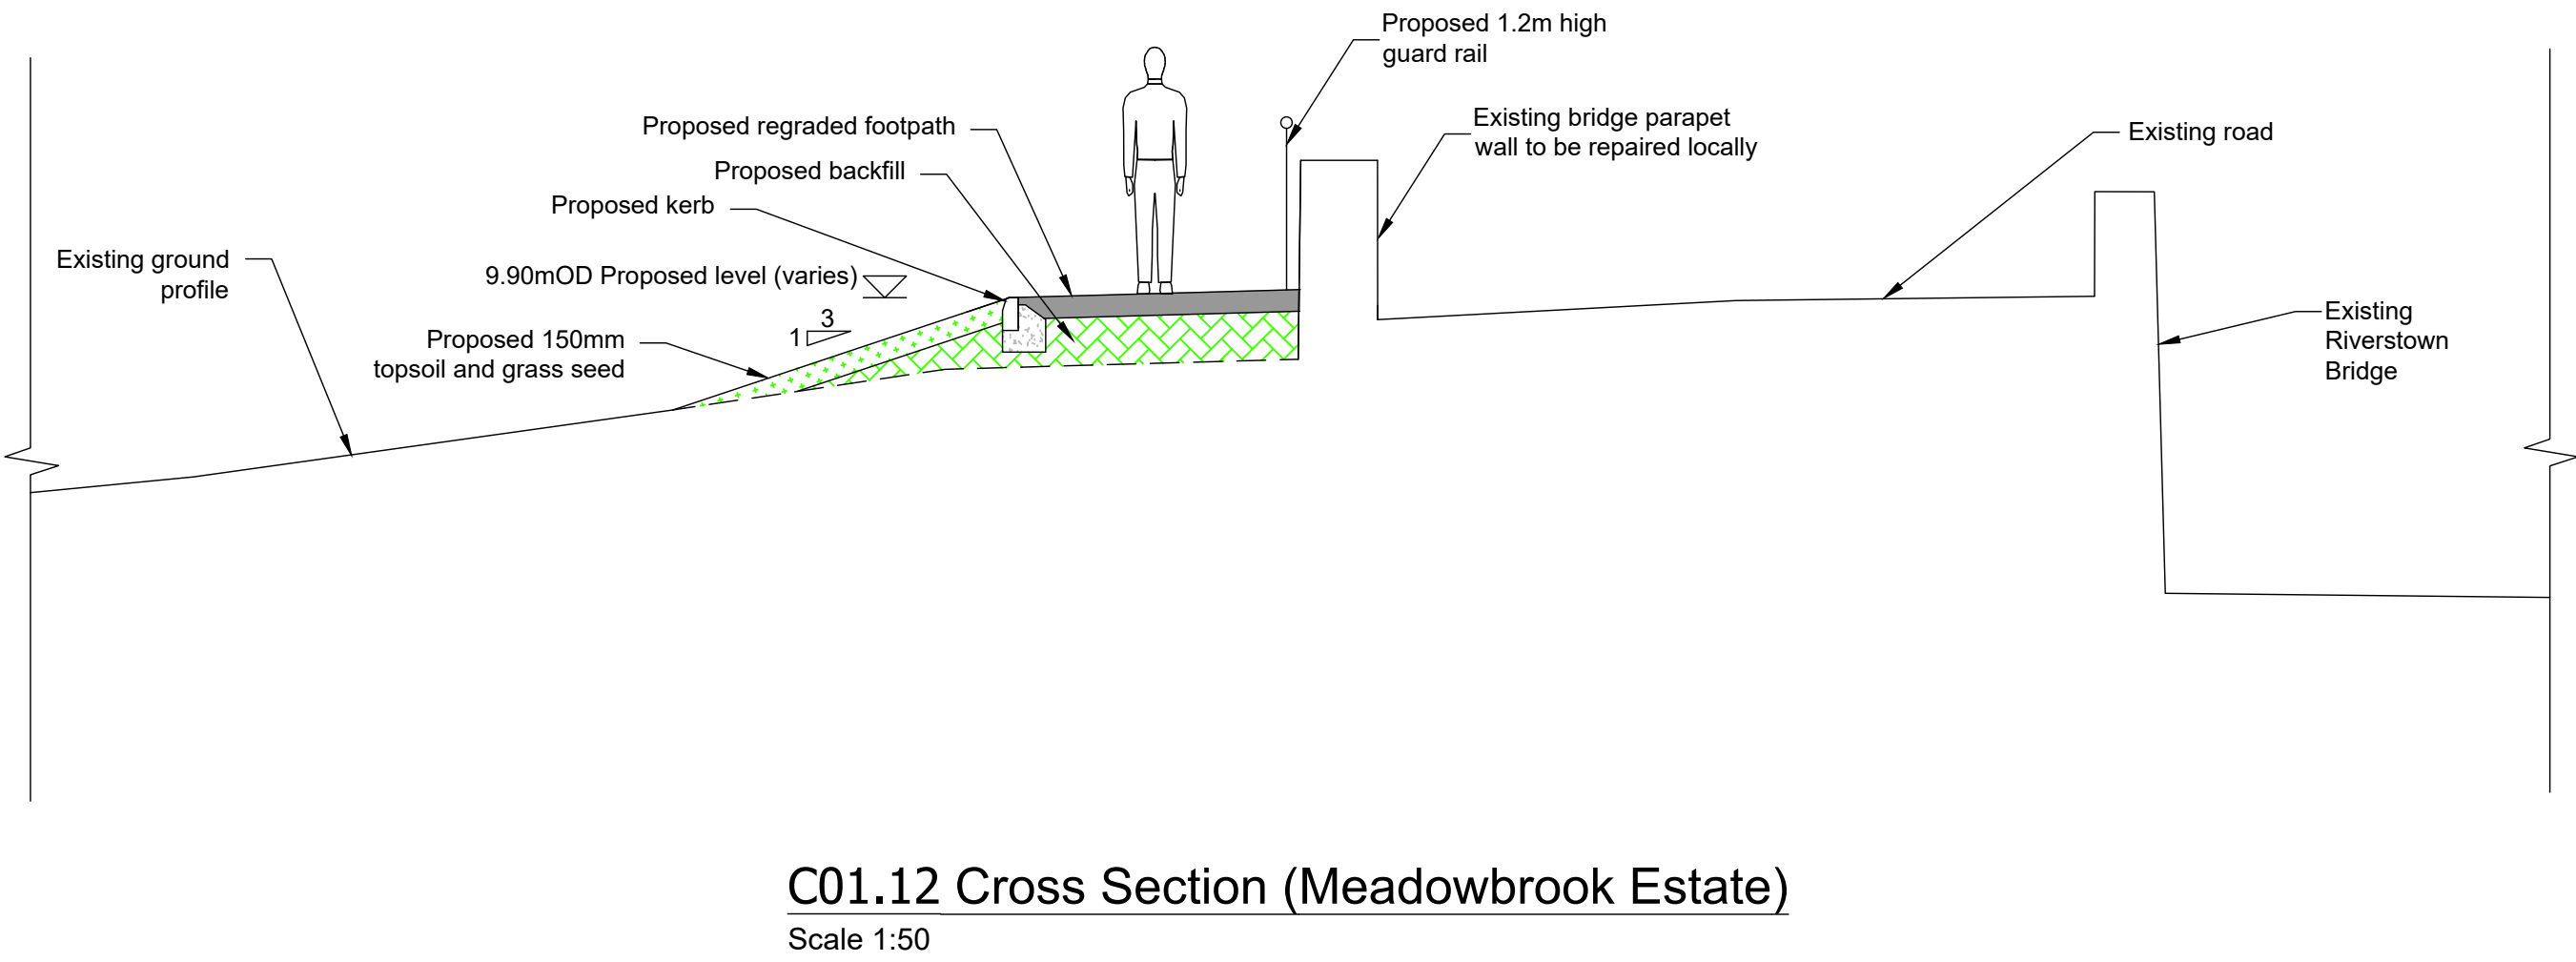 Proposed 1.2m high
guard rail
Proposed regraded footpath
Existing bridge parapet
wall to be repaired locally
Existing road
Proposed backfill
Proposed kerb
Existing ground
profile
9.90mOD Proposed level (varies)
3
1
Proposed 150mm
topsoil and grass seed
Existing
Riverstown
Bridge
C01.12 Cross Section (Meadowbrook Estate)
Scale 1:50